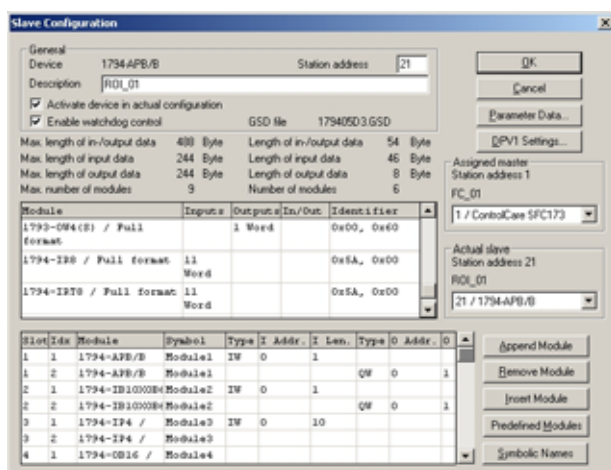 Slave Configuration
General
Device 1794-APB/B Station address 21
Description ROI_01
Activate device in actual configuration
Enable watchdog control GSD file 179405D3.GSD
Max. length of in-/output data 488 Byte Length of in-/output data 54 Byte
Max. length of input data 244 Byte Length of input data 46 Byte
Max. length of output data 244 Byte Length of output data 8 Byte
Max. number of modules 9 Number of modules 6
OK
Cancel
Parameter Data...
DPV1 Settings...
Assigned master
Station address 1
FC_01
1 / ControlCare SFC173
Actual slave
Station address 21
ROI_01
21 / 1794-APB/B
Module Inputs Outputs In/Out Identifier
1793-OW4(S) / Full format 1 Word 0x00, 0x60
1794-IR8 / Full format 11 Word 0x5A, 0x00
1794-IRT8 / Full format 11 Word 0x5A, 0x00
Slot Idx Module Symbol Type I Addr. I Len. Type O Addr. O
1 1 1794-APB/B Module1 IW 0 1
1 2 1794-APB/B Module1 QW 0 1
2 1 Module2 IW 0 1
2 2 Module2 QW 0 1
3 1 1794-IP4 / Module3 IW 0 10
3 2 1794-IP4 / Module3
4 1 1794-OB16 / Module4
Append Module
Remove Module
Insert Module
Predefined Modules
Symbolic Names